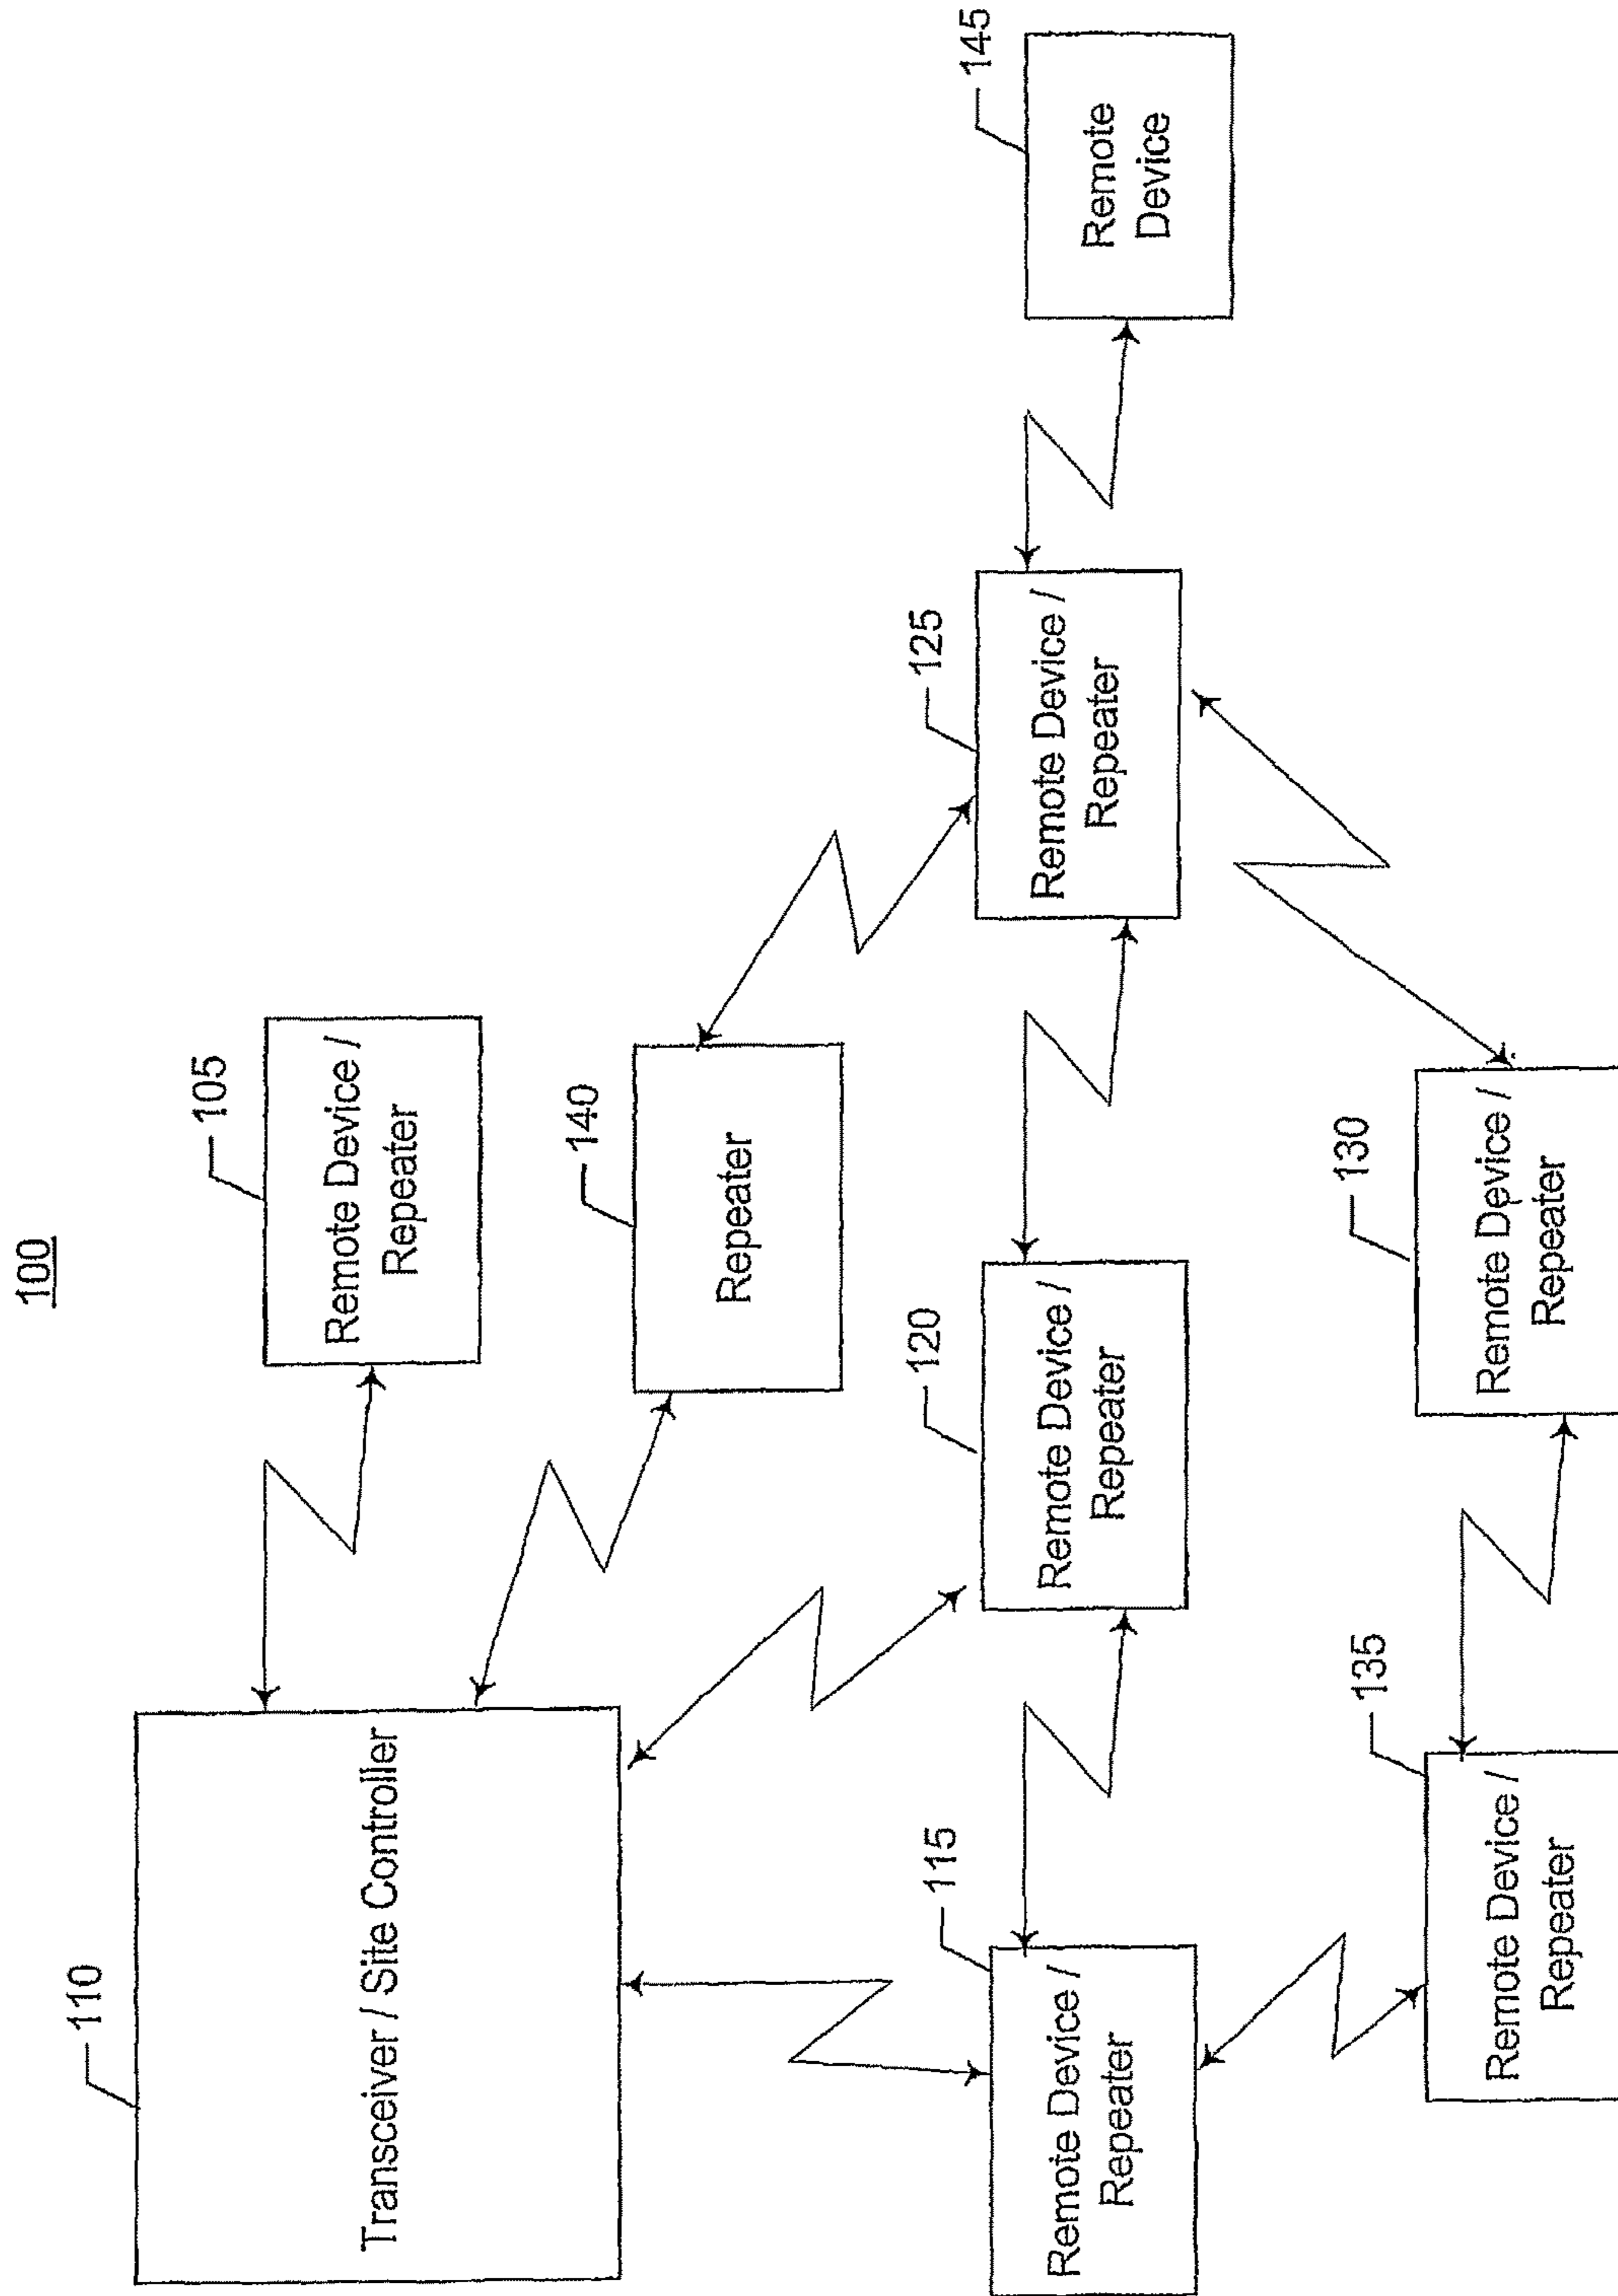 100
110
Transceiver / Site Controller
105
Remote Device /
Repeater
140
Repeater
115
Remote Device /
Repeater
120
Remote Device /
Repeater
125
Remote Device /
Repeater
145
Remote
Device
135
Remote Device /
Repeater
130
Remote Device /
Repeater